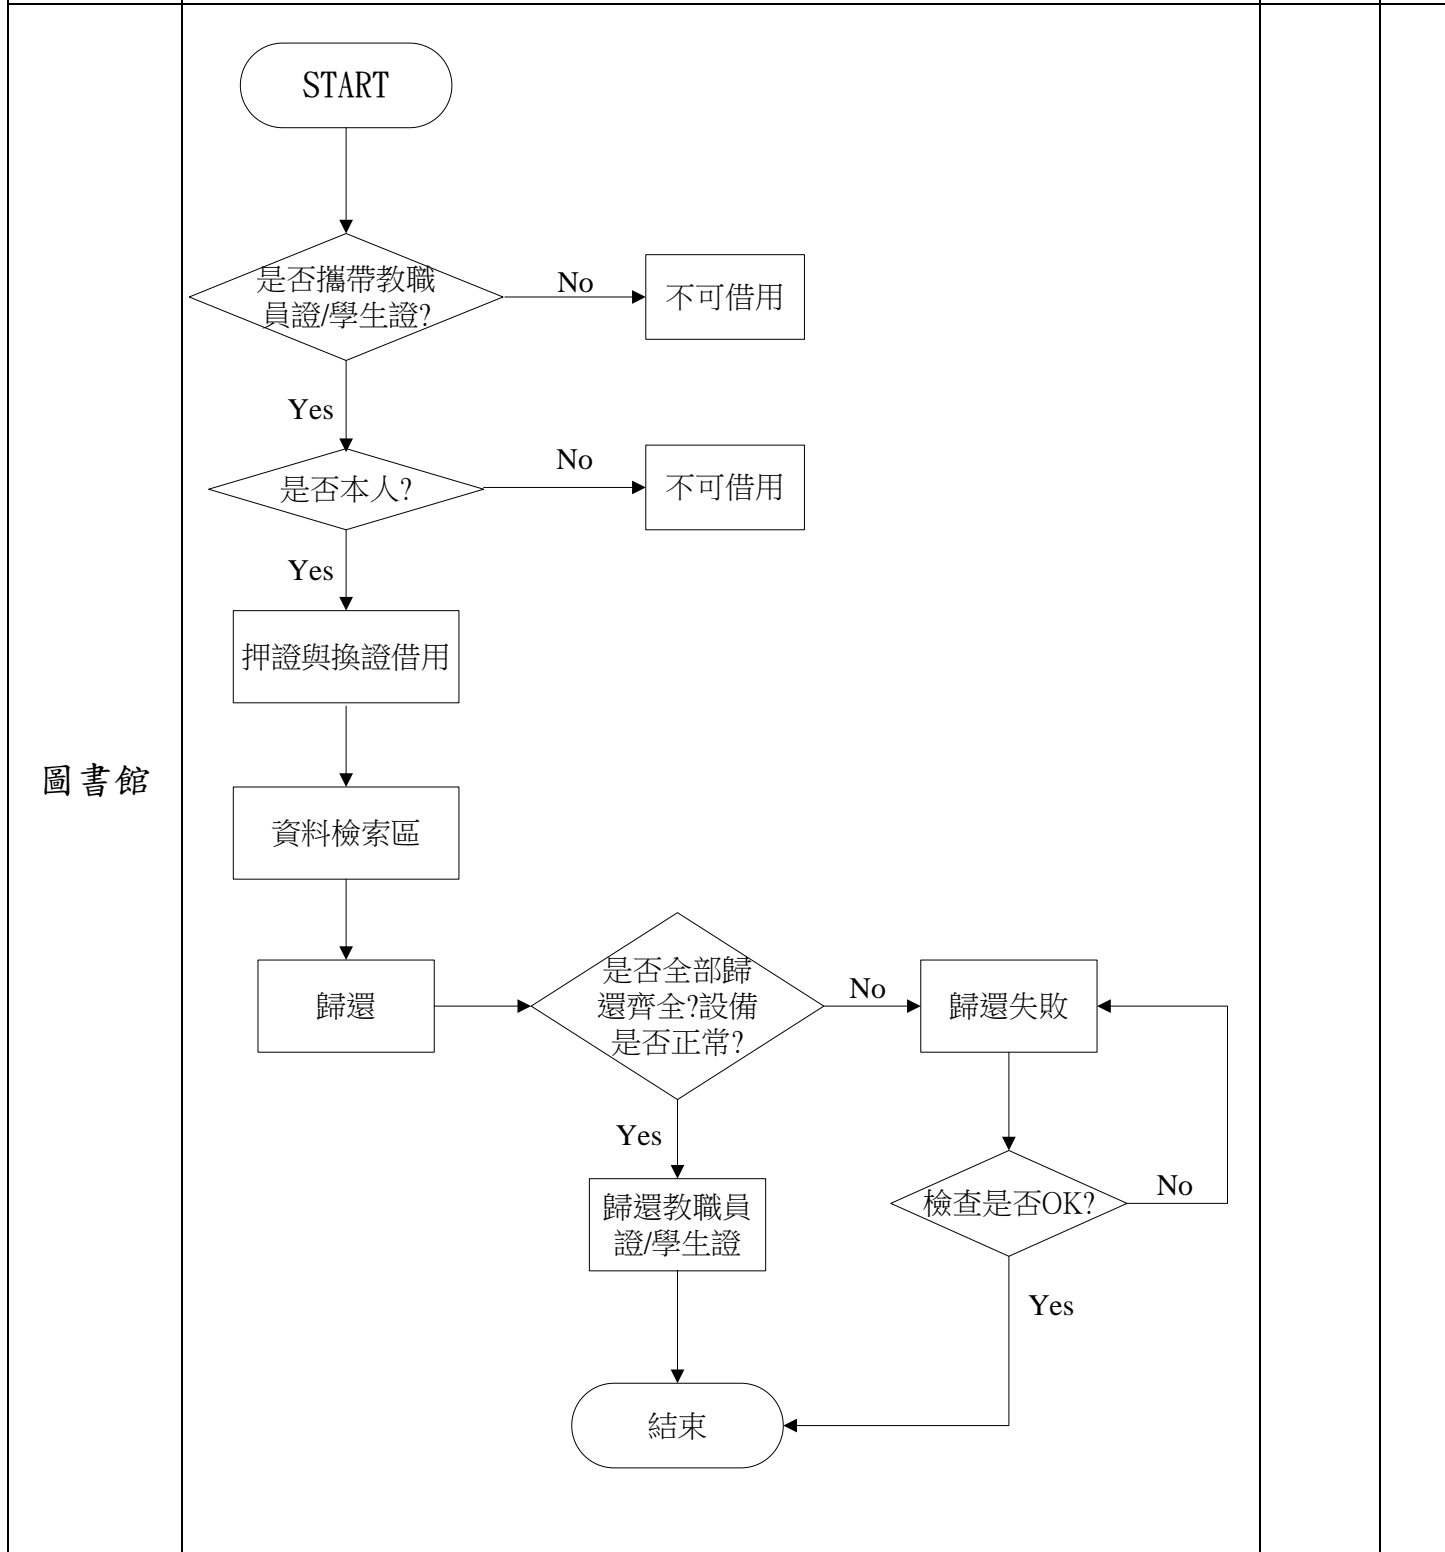 START
是否攜帶教職
員證/學生證?
No
不可借用
Yes
是否本人?
No
不可借用
Yes
押證與換證借用
圖書館
資料檢索區
歸還
是否全部歸
還齊全?設備
是否正常?
No
歸還失敗
Yes
歸還教職員
證/學生證
檢查是否OK?
No
Yes
結束